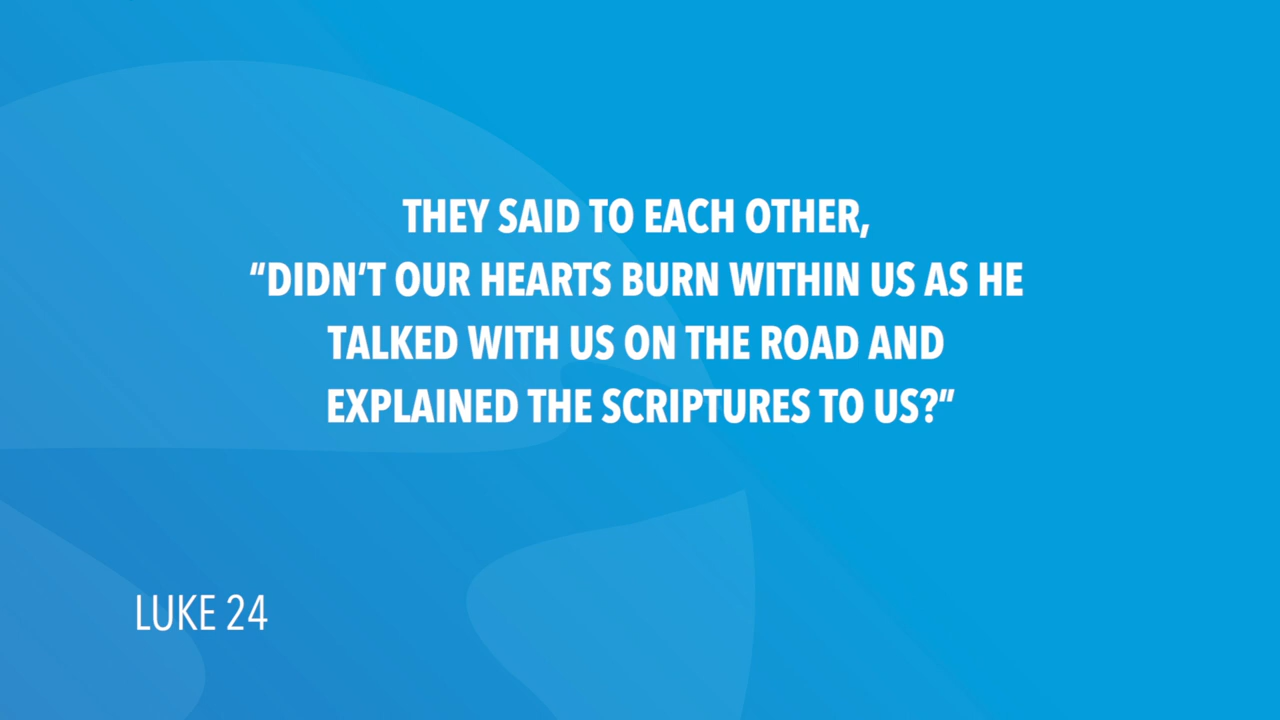 THEY SAID TO EACH OTHER,
“DIDN’T OUR HEARTS BURN WITHIN US AS HE
TALKED WITH US ON THE ROAD AND
EXPLAINED THE SCRIPTURES TO US?”
LUKE 24